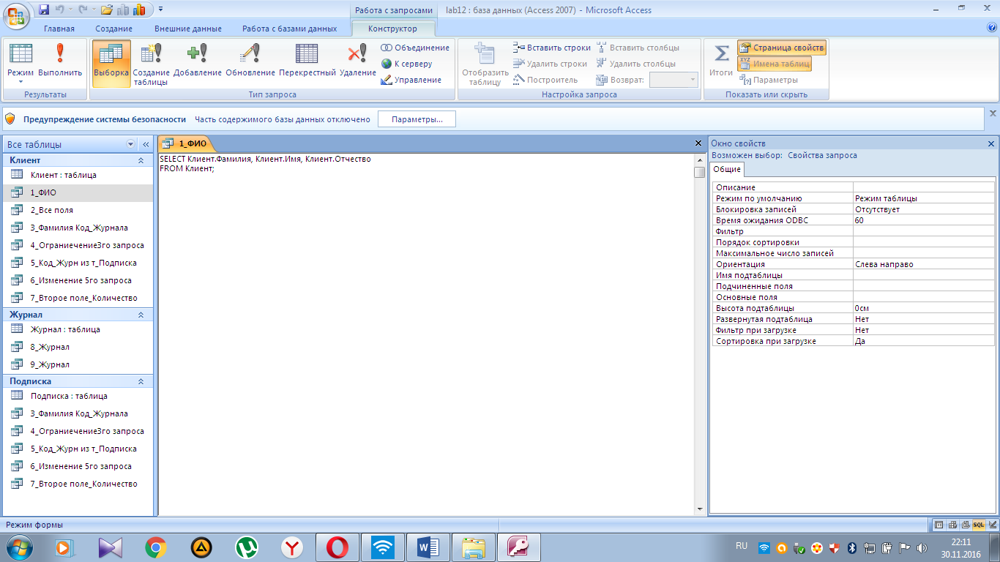 Работа с запросами
lab12 : база данных (Access 2007) - Microsoft Access
Главная Создание Внешние данные Работа с базами данных Конструктор
Режим
Выполнить
Результаты
Выборка
Создание таблицы
Добавление
Обновление
Перекрестный
Удаление
Объединение
К серверу
Управление
Тип запроса
Отобразить таблицу
Вставить строки
Удалить строки
Построитель
Вставить столбцы
Удалить столбцы
Возврат:
Настройка запроса
Итоги
Страница свойств
XYZ Имена таблиц
Параметры
Показать или скрыть
Предупреждение системы безопасности Часть содержимого базы данных отключено Параметры...
Все таблицы
Клиент
Клиент : таблица
1_ФИО
2_Все поля
3_Фамилия Код_Журнала
4_Ограниечение3го запроса
5_Код_Журн из т_Подписка
6_Изменение 5го запроса
7_Второе поле_Количество
Журнал
Журнал : таблица
8_Журнал
9_Журнал
Подписка
Подписка : таблица
3_Фамилия Код_Журнала
4_Ограниечение3го запроса
5_Код_Журн из т_Подписка
6_Изменение 5го запроса
7_Второе поле_Количество
1_ФИО
SELECT Клиент.Фамилия, Клиент.Имя, Клиент.Отчество
FROM Клиент;
Окно свойств
Возможен выбор: Свойства запроса
Общие
Описание
Режим по умолчанию Режим таблицы
Блокировка записей Отсутствует
Время ожидания ODBC 60
Фильтр
Порядок сортировки
Максимальное число записей
Ориентация Слева направо
Имя подтаблицы
Подчиненные поля
Основные поля
Высота подтаблицы 0см
Развернутая подтаблица Нет
Фильтр при загрузке Нет
Сортировка при загрузке Да
Режим формы
SQL
RU
22:11
30.11.2016